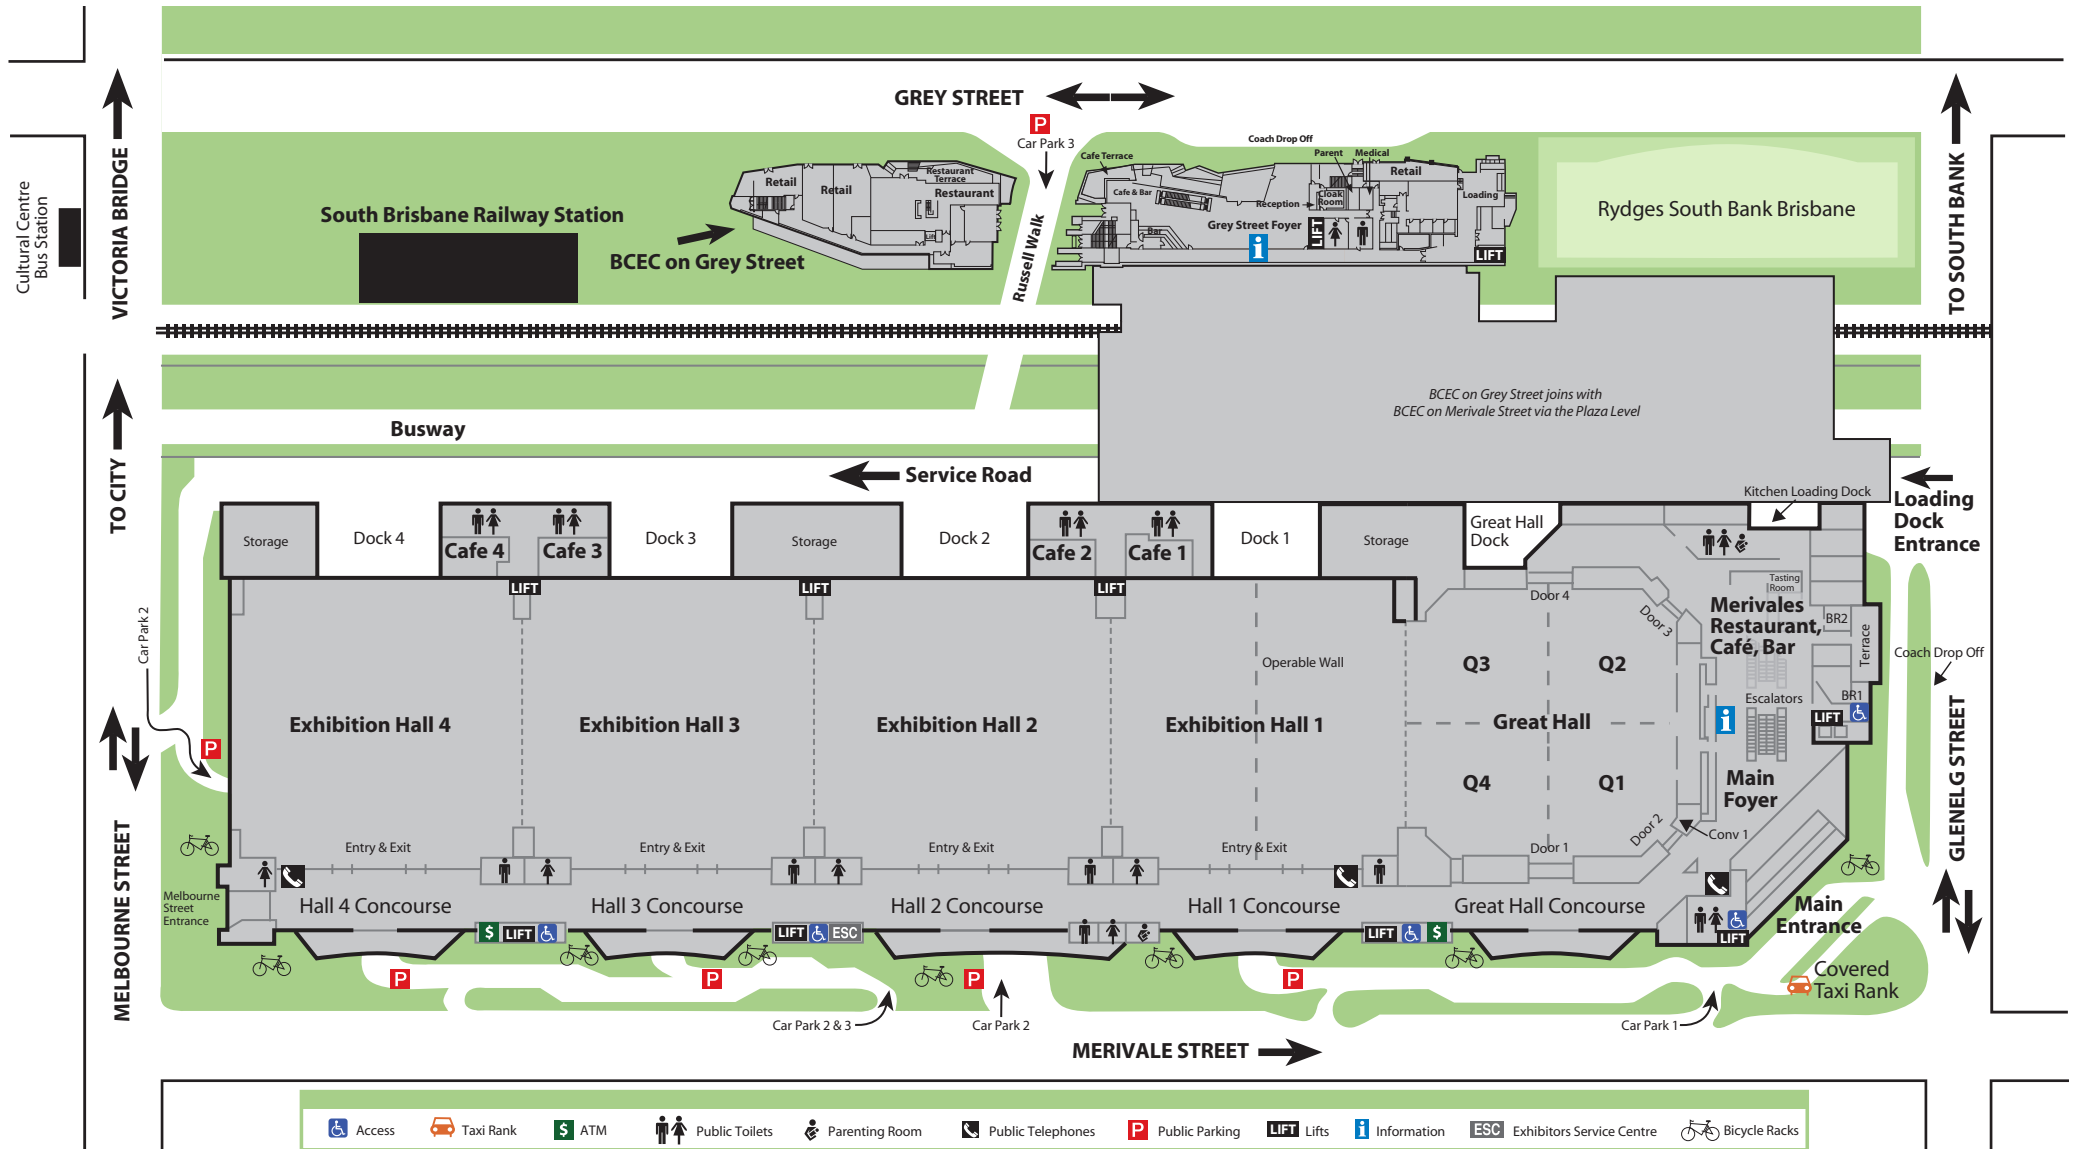 GREY STREET
P
Car Park 3
Coach Drop Off
Cafe Terrace
Parent
Medical
Retail
Retail
Restaurant
Terrace
Restaurant
Lift
Retail
Loading
Cafe & Bar
Cloak
Room
Reception
Grey Street Foyer
Bar
i
LIFT
LIFT
Rydges South Bank Brisbane
Cultural Centre
Bus Station
VICTORIA BRIDGE
South Brisbane Railway Station
BCEC on Grey Street
Russell Walk
TO SOUTH BANK
BCEC on Grey Street joins with
BCEC on Merivale Street via the Plaza Level
Busway
Service Road
TO CITY
Kitchen Loading Dock
Loading
Dock
Entrance
Storage
Dock 4
Cafe 4
Cafe 3
Dock 3
Storage
Dock 2
Cafe 2
Cafe 1
Dock 1
Storage
Great Hall
Dock
LIFT
LIFT
LIFT
Door 4
Door 3
Tasting
Room
Merivales
Restaurant,
Café, Bar
BR2
Terrace
Coach Drop Off
Car Park 2
P
Operable Wall
Q3
Q2
Escalators
BR1
LIFT
Exhibition Hall 4
Exhibition Hall 3
Exhibition Hall 2
Exhibition Hall 1
Great Hall
i
Q4
Q1
Main
Foyer
GLENELG STREET
MELBOURNE STREET
Entry & Exit
Entry & Exit
Entry & Exit
Entry & Exit
Door 1
Door 2
Conv 1
Melbourne
Street
Entrance
Hall 4 Concourse
Hall 3 Concourse
Hall 2 Concourse
Hall 1 Concourse
Great Hall Concourse
Main
Entrance
$ LIFT
LIFT ESC
LIFT $
LIFT
P
P
P
P
Covered
Taxi Rank
Car Park 2 & 3
Car Park 2
Car Park 1
MERIVALE STREET
Access
Taxi Rank
$ ATM
Public Toilets
Parenting Room
Public Telephones
P Public Parking
LIFT Lifts
i Information
ESC Exhibitors Service Centre
Bicycle Racks